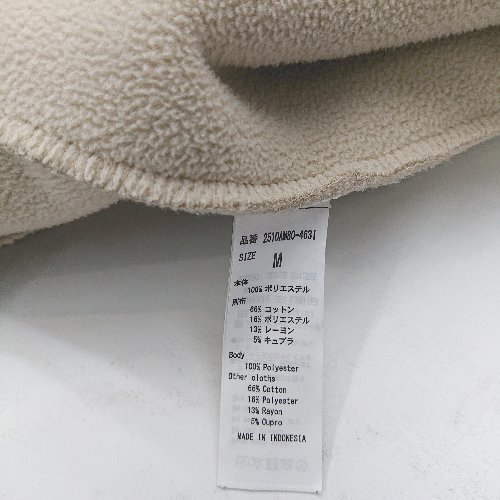 品番 2510AM80-4631
SIZE M
本体
100% ポリエステル
別布
66% コットン
16% ポリエステル
13% レーヨン
5% キュプラ
Body
100% Polyester
Other cloths
66% Cotton
16% Polyester
13% Rayon
5% Cupro
MADE IN INDONESIA